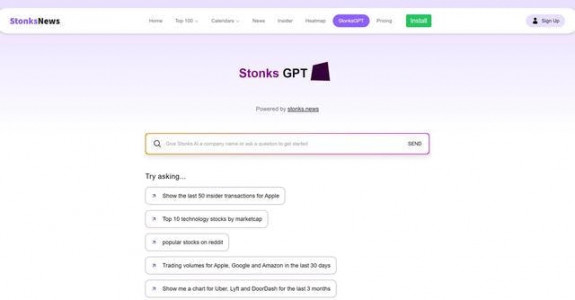 StonksNews
Home Top 100 Calendars News Insider Heatmap StonksGPT Pricing Install Sign Up
Stonks GPT
Powered by stonks.news
Give Stonks AI a company name or ask a question to get started SEND
Try asking...
Show the last 50 insider transactions for Apple
Top 10 technology stocks by marketcap
popular stocks on reddit
Trading volumes for Apple, Google and Amazon in the last 30 days
Show me a chart for Uber, Lyft and DoorDash for the last 3 months